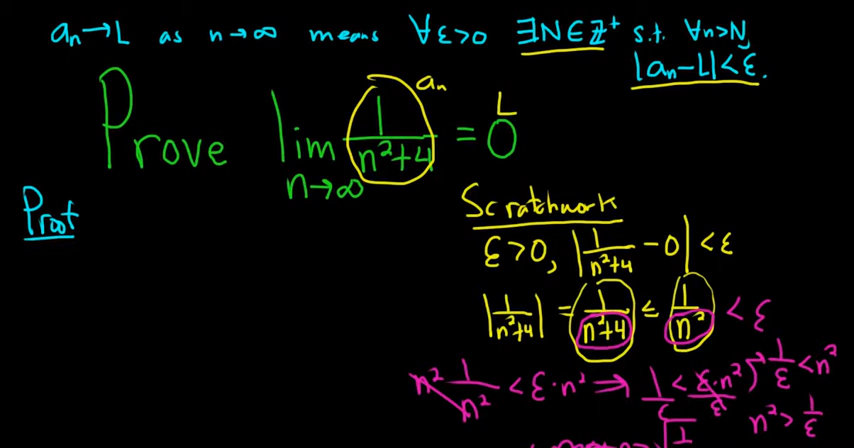 aₙ → L as n→∞ means ∀ε>0 ∃N∈ℤ⁺ s.t. ∀n>N,
|aₙ-L|<ε.
aₙ
L
Prove lim n→∞ 1/(n²+4) = 0
Proof
Scratchwork
ε>0, |1/(n²+4) - 0| < ε
|1/(n²+4)| = 1/(n²+4) ≤ 1/n² < ε
n² 1/n² < ε·n² ⇒ 1/ε < ε·n²/ε → 1/ε < n²
n² > 1/ε